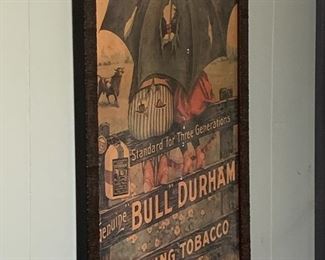 Standard for Three Generations
Genuine "BULL" DURHAM
ING TOBACCO